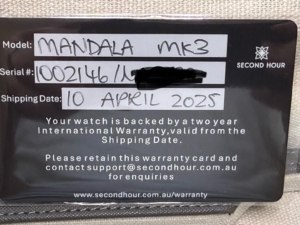 Model: MANDALA MK3
SECOND HOUR
Serial#: 1002146/
Shipping Date: 10 APRIL 2025
Your watch is backed by a two year
International Warranty, valid from the
Shipping Date.
Please retain this warranty card and
contact support@secondhour.com.au
for enquiries
www.secondhour.com.au/warranty